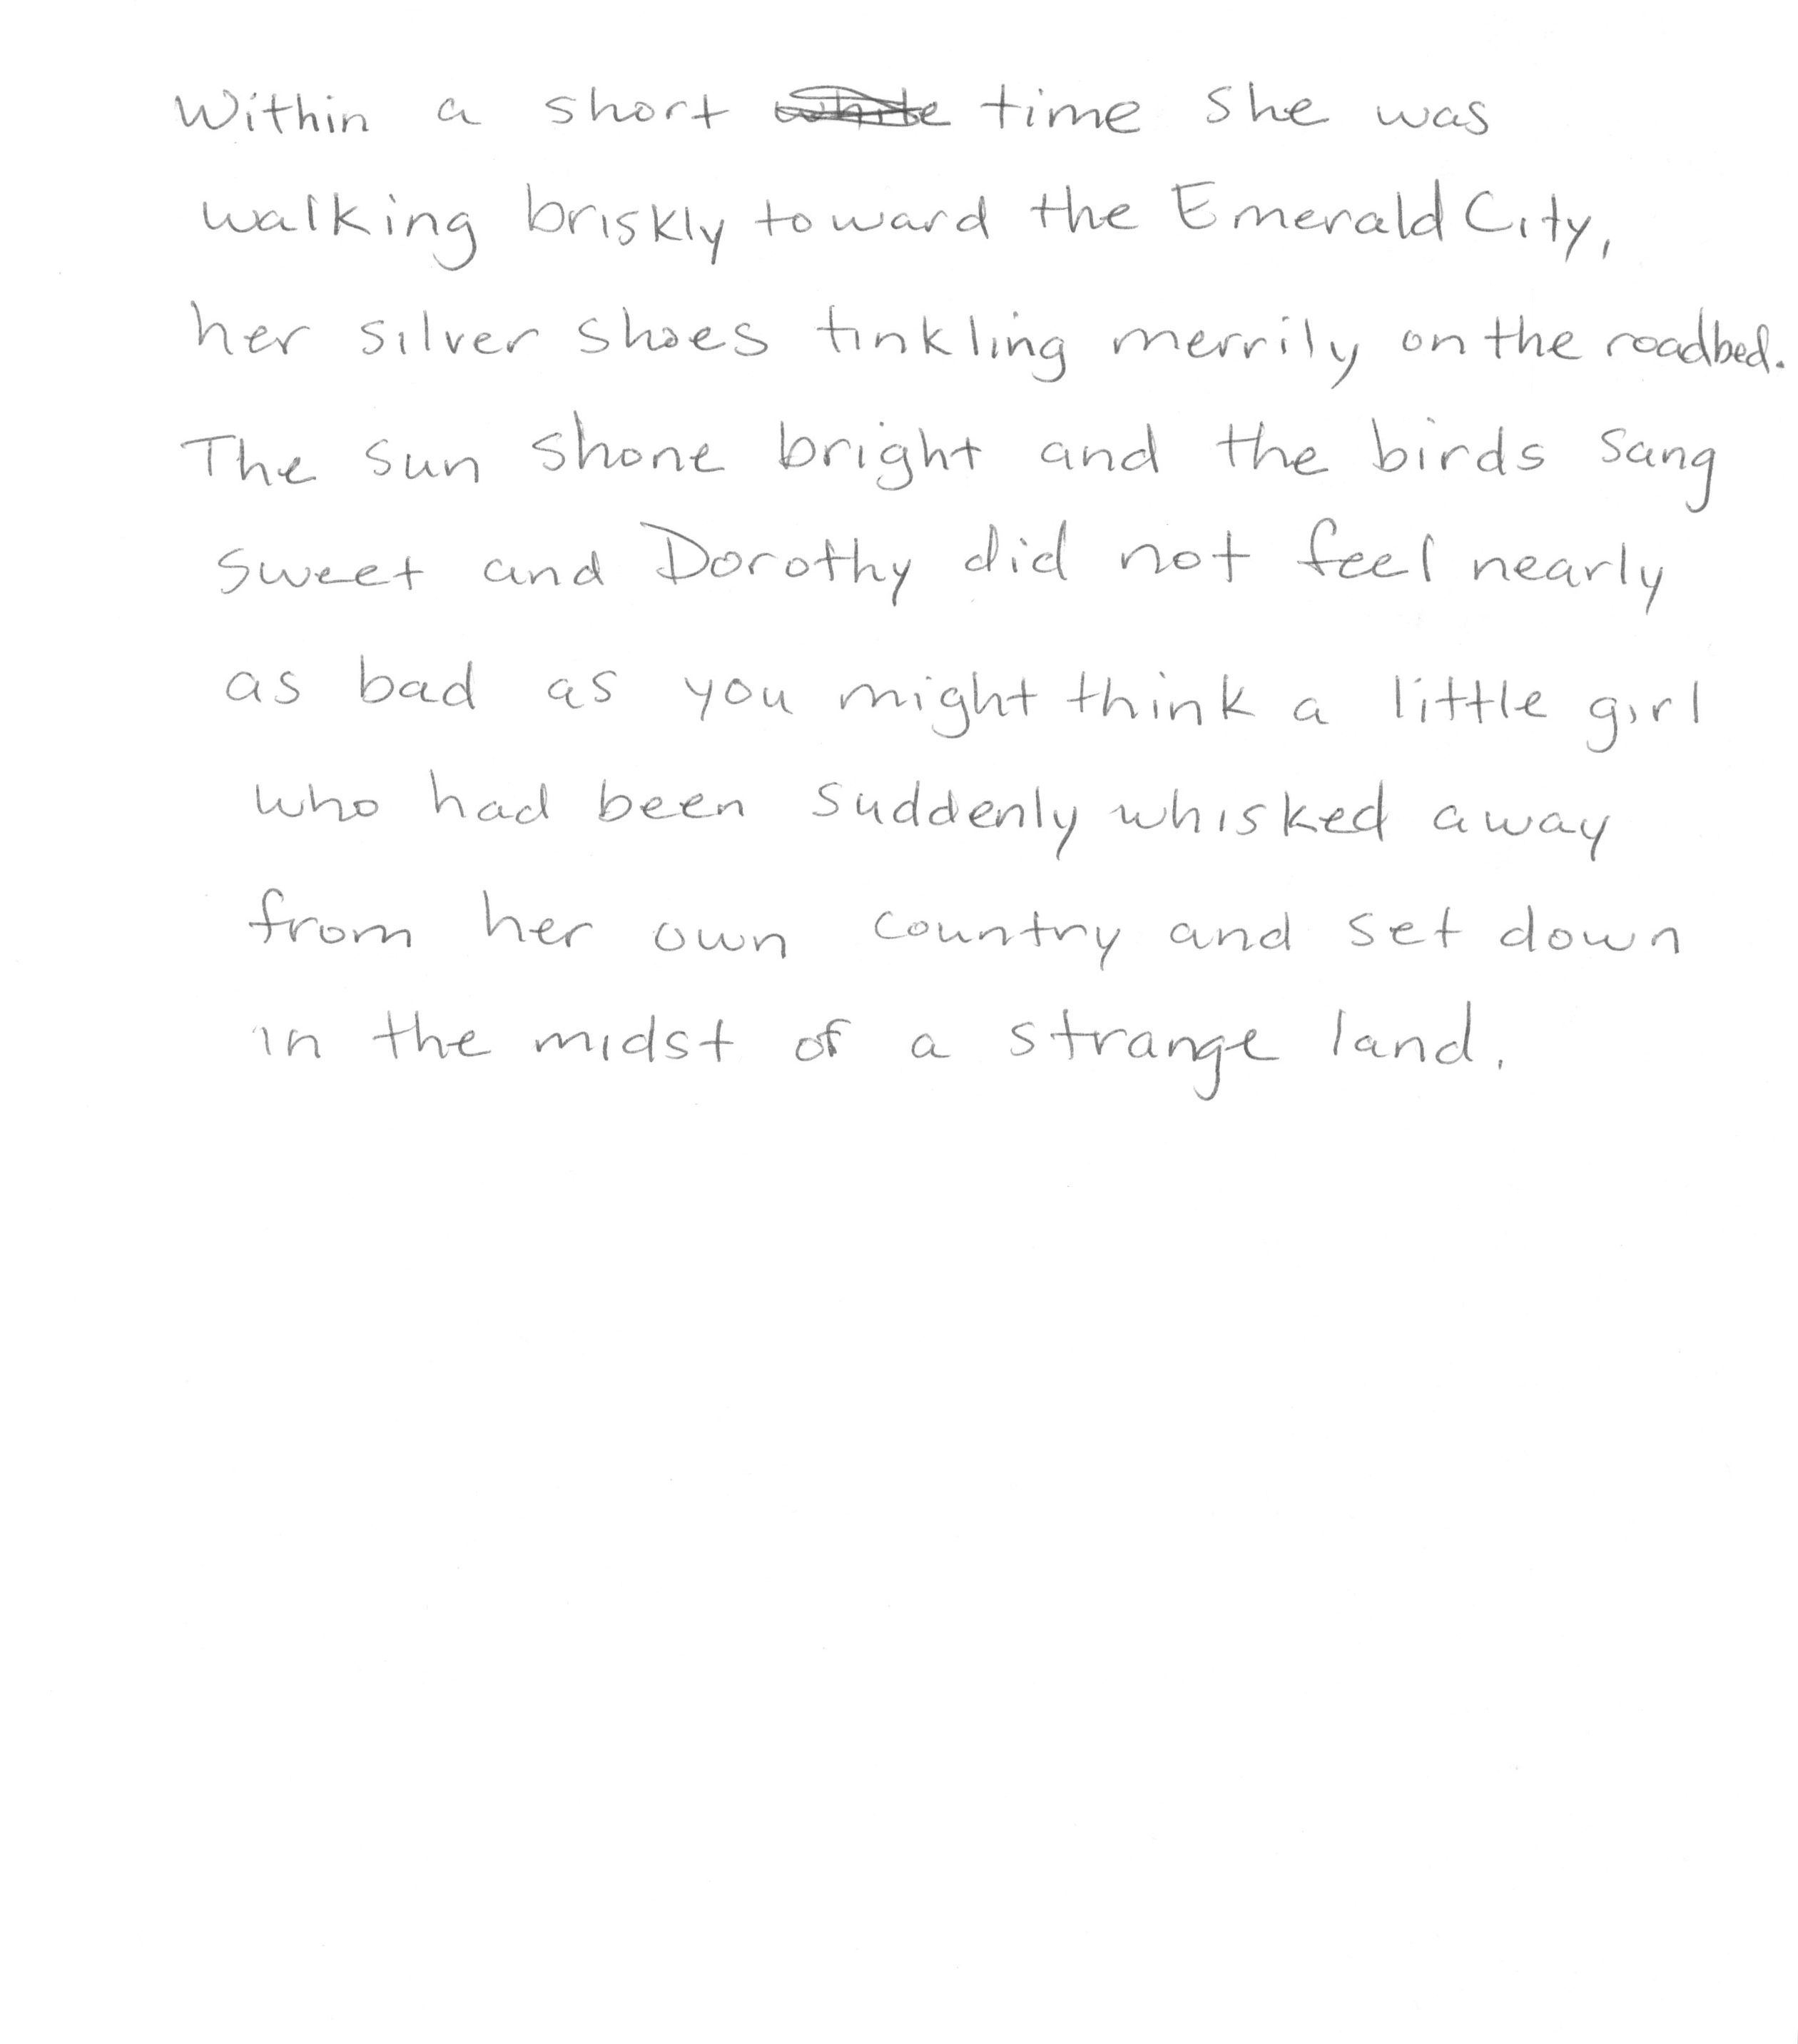 Within a short time she was
walking briskly toward the Emerald City,
her silver shoes tinkling merrily on the roadbed.
The sun shone bright and the birds sang
sweet and Dorothy did not feel nearly
as bad as you might think a little girl
who had been suddenly whisked away
from her own country and set down
in the midst of a strange land.